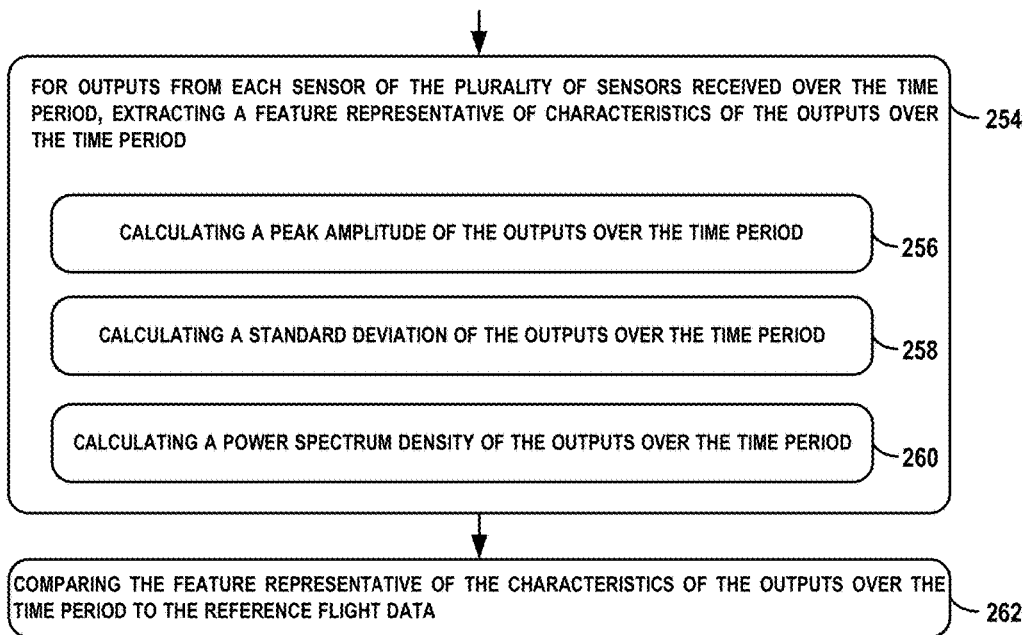 FOR OUTPUTS FROM EACH SENSOR OF THE PLURALITY OF SENSORS RECEIVED OVER THE TIME
PERIOD, EXTRACTING A FEATURE REPRESENTATIVE OF CHARACTERISTICS OF THE OUTPUTS OVER
THE TIME PERIOD
254
CALCULATING A PEAK AMPLITUDE OF THE OUTPUTS OVER THE TIME PERIOD
256
CALCULATING A STANDARD DEVIATION OF THE OUTPUTS OVER THE TIME PERIOD
258
CALCULATING A POWER SPECTRUM DENSITY OF THE OUTPUTS OVER THE TIME PERIOD
260
COMPARING THE FEATURE REPRESENTATIVE OF THE CHARACTERISTICS OF THE OUTPUTS OVER THE
TIME PERIOD TO THE REFERENCE FLIGHT DATA
262